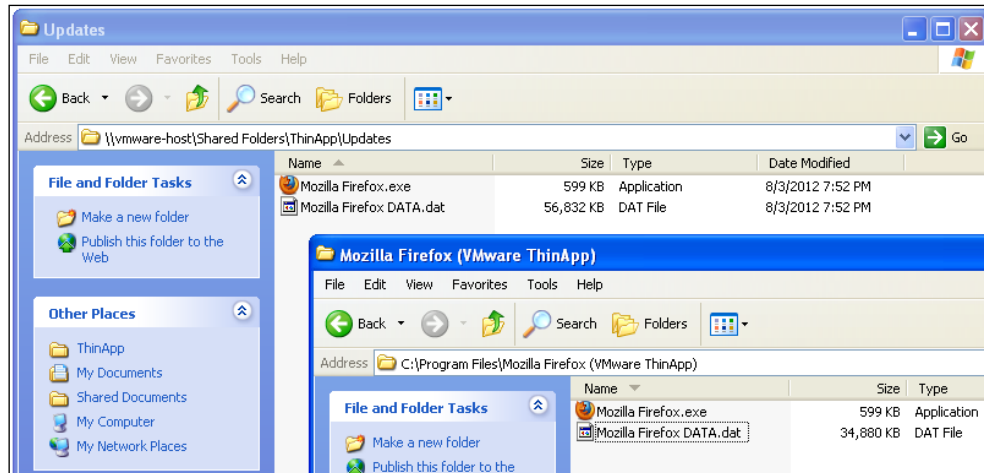 Updates
File Edit View Favorites Tools Help
Back Search Folders
Address \\vmware-host\Shared Folders\ThinApp\Updates Go
File and Folder Tasks
Make a new folder
Publish this folder to the
Web
Other Places
ThinApp
My Documents
Shared Documents
My Computer
My Network Places
Name Size Type Date Modified
Mozilla Firefox.exe 599 KB Application 8/3/2012 7:52 PM
Mozilla Firefox DATA.dat 56,832 KB DAT File 8/3/2012 7:52 PM
Mozilla Firefox (VMware ThinApp)
File Edit View Favorites Tools Help
Back Search Folders
Address C:\Program Files\Mozilla Firefox (VMware ThinApp)
File and Folder Tasks
Make a new folder
Publish this folder to the
Name Size Type
Mozilla Firefox.exe 599 KB Application
Mozilla Firefox DATA.dat 34,880 KB DAT File